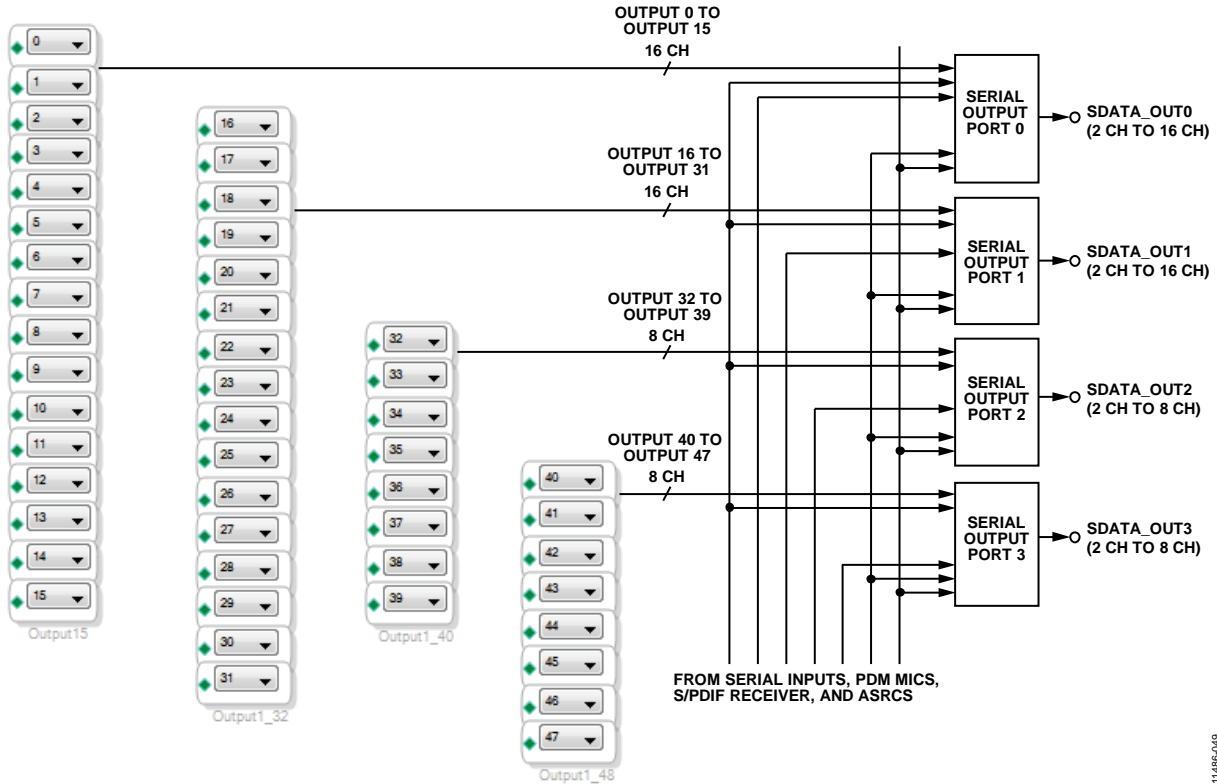 0
1
2
3
4
5
6
7
8
9
10
11
12
13
14
15
Output15
16
17
18
19
20
21
22
23
24
25
26
27
28
29
30
31
Output1_32
32
33
34
35
36
37
38
39
Output1_40
40
41
42
43
44
45
46
47
Output1_48
OUTPUT 0 TO
OUTPUT 15
16 CH
OUTPUT 16 TO
OUTPUT 31
16 CH
OUTPUT 32 TO
OUTPUT 39
8 CH
OUTPUT 40 TO
OUTPUT 47
8 CH
SERIAL
OUTPUT
PORT 0
SDATA_OUT0
(2 CH TO 16 CH)
SERIAL
OUTPUT
PORT 1
SDATA_OUT1
(2 CH TO 16 CH)
SERIAL
OUTPUT
PORT 2
SDATA_OUT2
(2 CH TO 8 CH)
SERIAL
OUTPUT
PORT 3
SDATA_OUT3
(2 CH TO 8 CH)
FROM SERIAL INPUTS, PDM MICS,
S/PDIF RECEIVER, AND ASRCS
11486-049